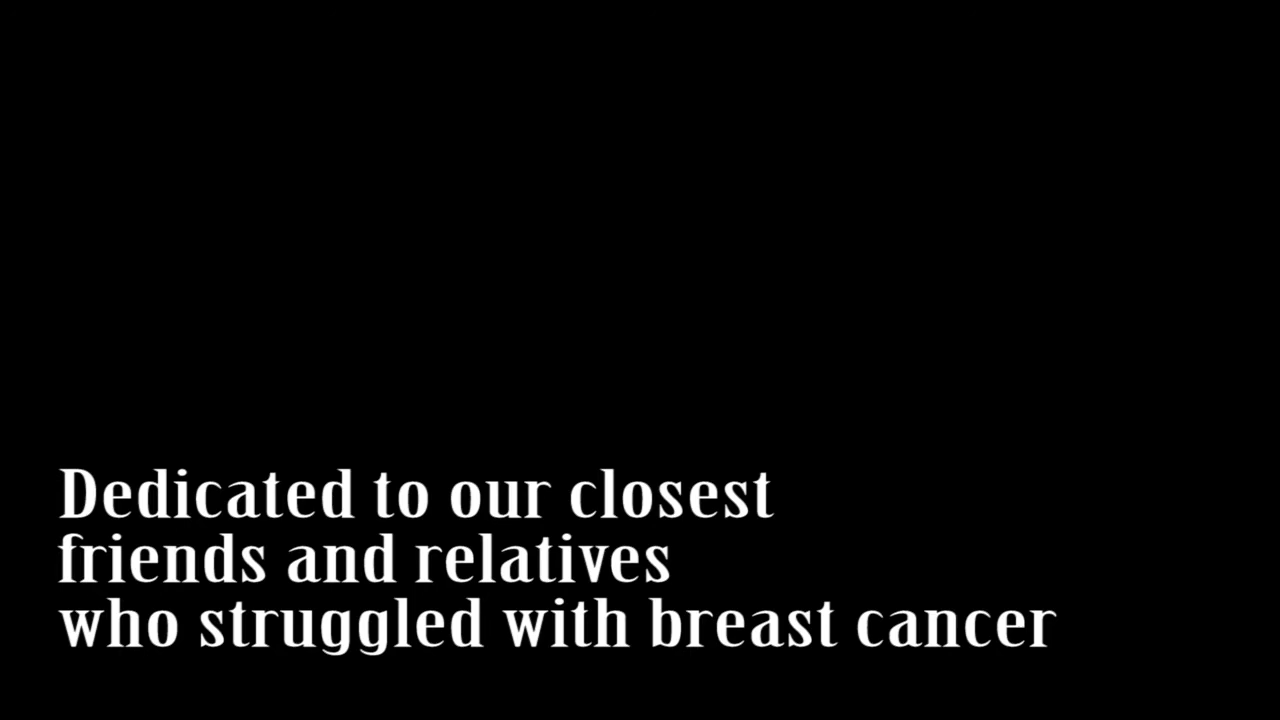 Dedicated to our closest
friends and relatives
who struggled with breast cancer